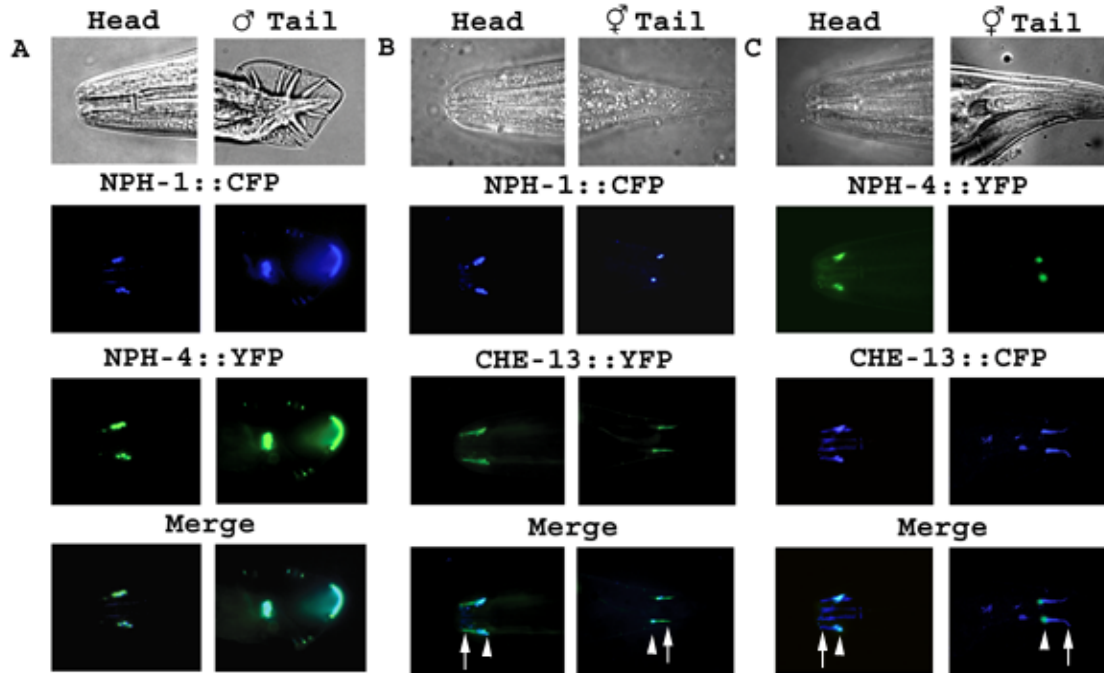 Head ♂ Tail Head ⚥ Tail Head ⚥ Tail
A B C
NPH-1::CFP NPH-1::CFP NPH-4::YFP
NPH-4::YFP CHE-13::YFP CHE-13::CFP
Merge Merge Merge